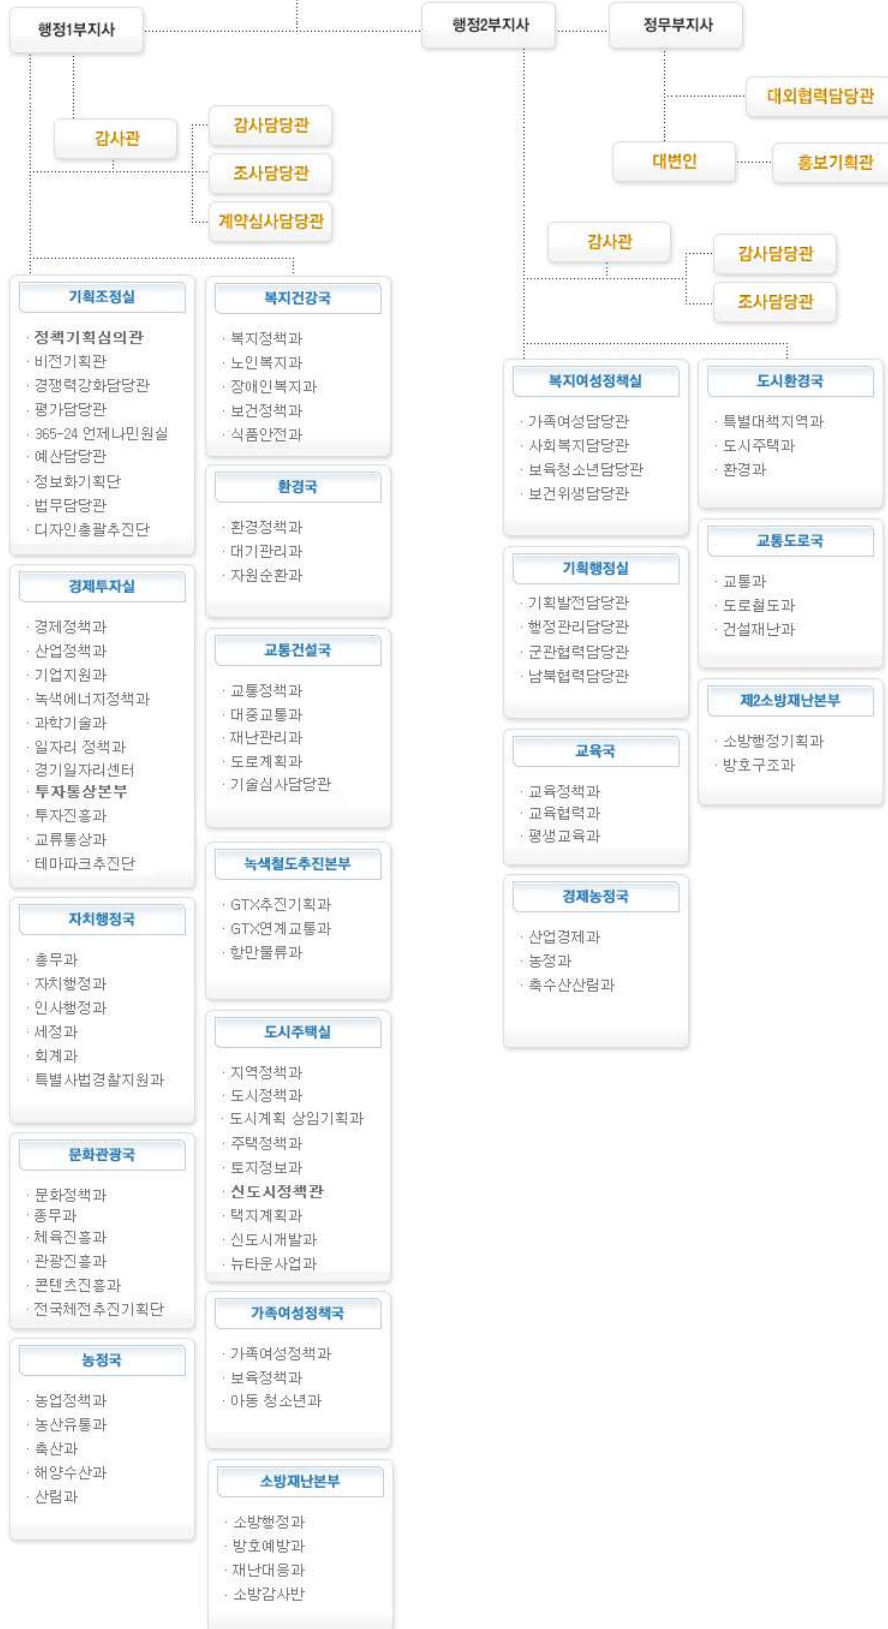 행정1부지사
행정2부지사
정무부지사
대외협력담당관
대변인
홍보기획관
감사관
감사담당관
조사담당관
계약심사담당관
감사관
감사담당관
조사담당관
기획조정실
· 정책기획심의관
· 비전기획관
· 경쟁력강화담당관
· 평가담당관
· 365-24 언제나민원실
· 예산담당관
· 정보화기획단
· 법무담당관
· 디자인총괄추진단
경제투자실
· 경제정책과
· 산업정책과
· 기업지원과
· 녹색에너지정책과
· 과학기술과
· 일자리 정책과
· 경기일자리센터
· 투자통상본부
· 투자진흥과
· 교류통상과
· 테마파크추진단
자치행정국
· 총무과
· 자치행정과
· 인사행정과
· 세정과
· 회계과
· 특별사법경찰지원과
문화관광국
· 문화정책과
· 종무과
· 체육진흥과
· 관광진흥과
· 콘텐츠진흥과
· 전국체전추진기획단
농정국
· 농업정책과
· 농산유통과
· 축산과
· 해양수산과
· 산림과
복지건강국
· 복지정책과
· 노인복지과
· 장애인복지과
· 보건정책과
· 식품안전과
환경국
· 환경정책과
· 대기관리과
· 자원순환과
교통건설국
· 교통정책과
· 대중교통과
· 재난관리과
· 도로계획과
· 기술심사담당관
녹색철도추진본부
· GTX추진기획과
· GTX연계교통과
· 항만물류과
도시주택실
· 지역정책과
· 도시정책과
· 도시계획 상임기획과
· 주택정책과
· 토지정보과
· 신도시정책관
· 택지계획과
· 신도시개발과
· 뉴타운사업과
가족여성정책국
· 가족여성정책과
· 보육정책과
· 아동 청소년과
소방재난본부
· 소방행정과
· 방호예방과
· 재난대응과
· 소방감사반
복지여성정책실
· 가족여성담당관
· 사회복지담당관
· 보육청소년담당관
· 보건위생담당관
기획행정실
· 기획발전담당관
· 행정관리담당관
· 군관협력담당관
· 남북협력담당관
교육국
· 교육정책과
· 교육협력과
· 평생교육과
경제농정국
· 산업경제과
· 농정과
· 축수산산림과
도시환경국
· 특별대책지역과
· 도시주택과
· 환경과
교통도로국
· 교통과
· 도로철도과
· 건설재난과
제2소방재난본부
· 소방행정기획과
· 방호구조과